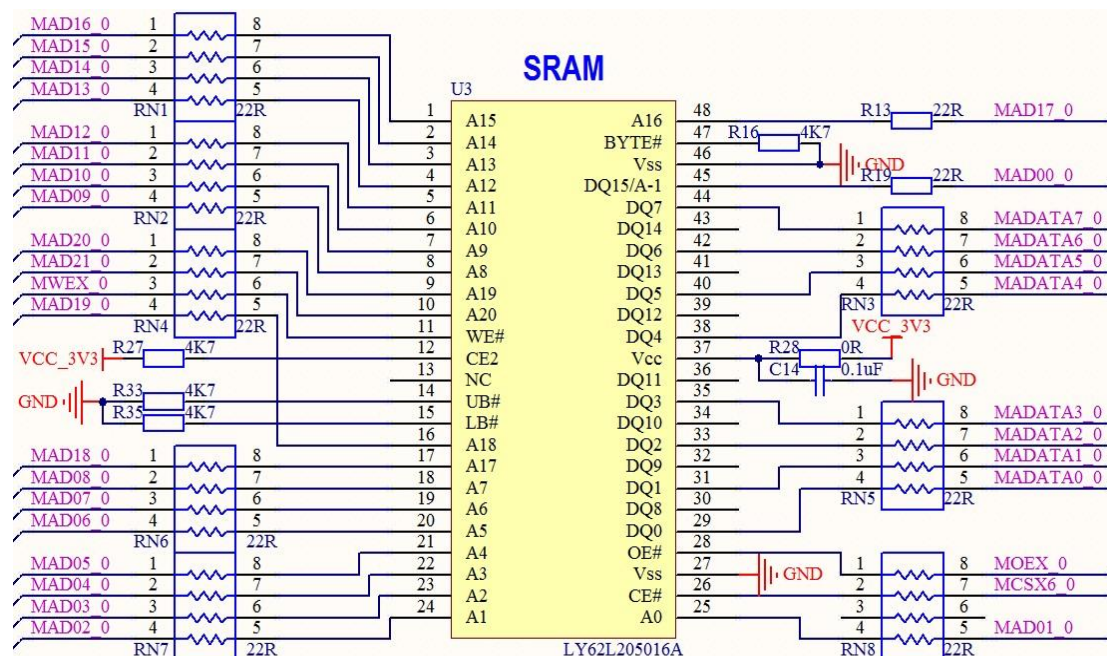 SRAM
U3
MAD16_0 1 8
MAD15_0 2 7
MAD14_0 3 6
MAD13_0 4 5
RN1 22R
MAD12_0 1 8
MAD11_0 2 7
MAD10_0 3 6
MAD09_0 4 5
RN2 22R
MAD20_0 1 8
MAD21_0 2 7
MWEX_0 3 6
MAD19_0 4 5
RN4 22R
VCC_3V3 R27 4K7
GND R33 4K7
R35 4K7
MAD18_0 1 8
MAD08_0 2 7
MAD07_0 3 6
MAD06_0 4 5
RN6 22R
MAD05_0 1 8
MAD04_0 2 7
MAD03_0 3 6
MAD02_0 4 5
RN7 22R
1 A15 A16 48
2 A14 BYTE# 47
3 A13 Vss 46
4 A12 DQ15/A-1 45
5 A11 DQ7 44
6 A10 DQ14 43
7 A9 DQ6 42
8 A8 DQ13 41
9 A19 DQ5 40
10 A20 DQ12 39
11 WE# DQ4 38
12 CE2 Vcc 37
13 NC DQ11 36
14 UB# DQ3 35
15 LB# DQ10 34
16 A18 DQ2 33
17 A17 DQ9 32
18 A7 DQ1 31
19 A6 DQ8 30
20 A5 DQ0 29
21 A4 OE# 28
22 A3 Vss 27
23 A2 CE# 26
24 A1 A0 25
LY62L205016A
R13 22R MAD17_0
R16 4K7
GND
R19 22R MAD00_0
1 8 MADATA7_0
2 7 MADATA6_0
3 6 MADATA5_0
4 5 MADATA4_0
RN3 22R
VCC_3V3
R28 0R
C14 0.1uF
GND
1 8 MADATA3_0
2 7 MADATA2_0
3 6 MADATA1_0
4 5 MADATA0_0
RN5 22R
GND
1 8 MOEX_0
2 7 MCSX6_0
3 6
4 5 MAD01_0
RN8 22R